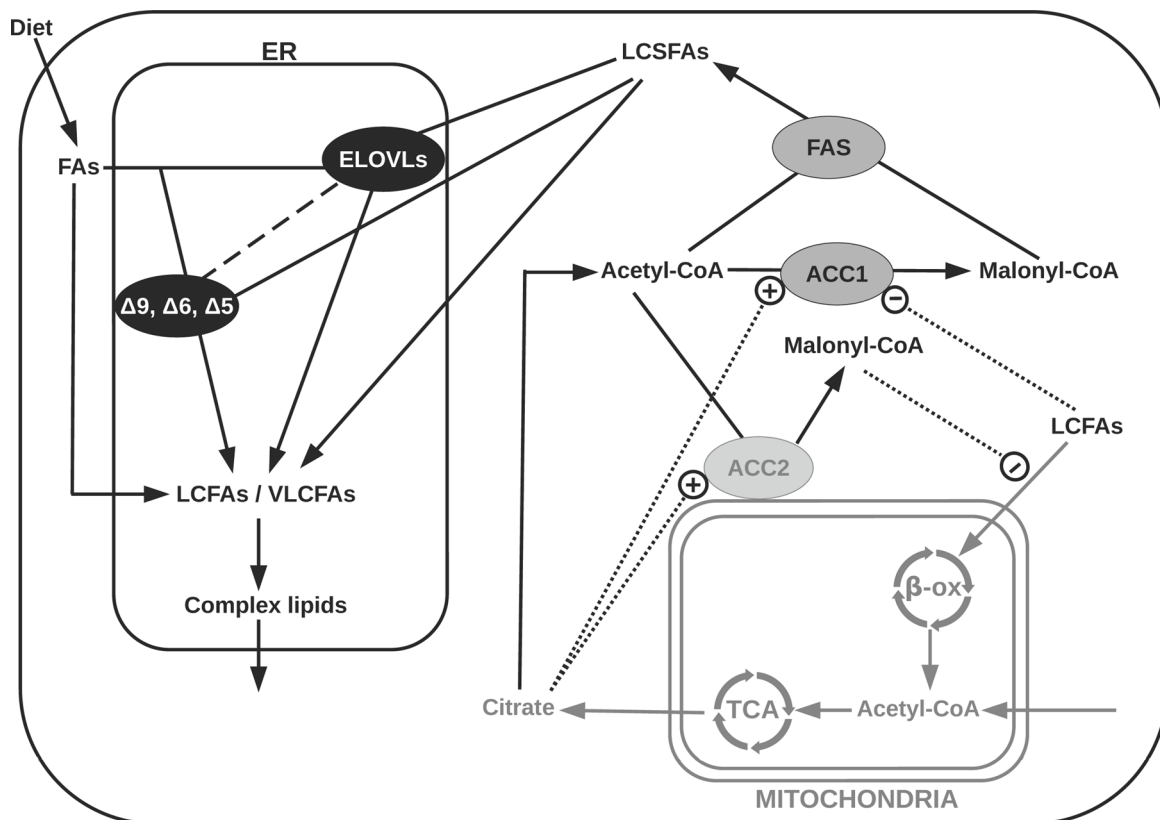 Diet
ER
LCSFAs
FAs
ELOVLs
FAS
Δ9, Δ6, Δ5
Acetyl-CoA
ACC1
Malonyl-CoA
+
−
Malonyl-CoA
LCFAs
ACC2
+
−
LCFAs / VLCFAs
β-ox
Complex lipids
Citrate
TCA
Acetyl-CoA
MITOCHONDRIA